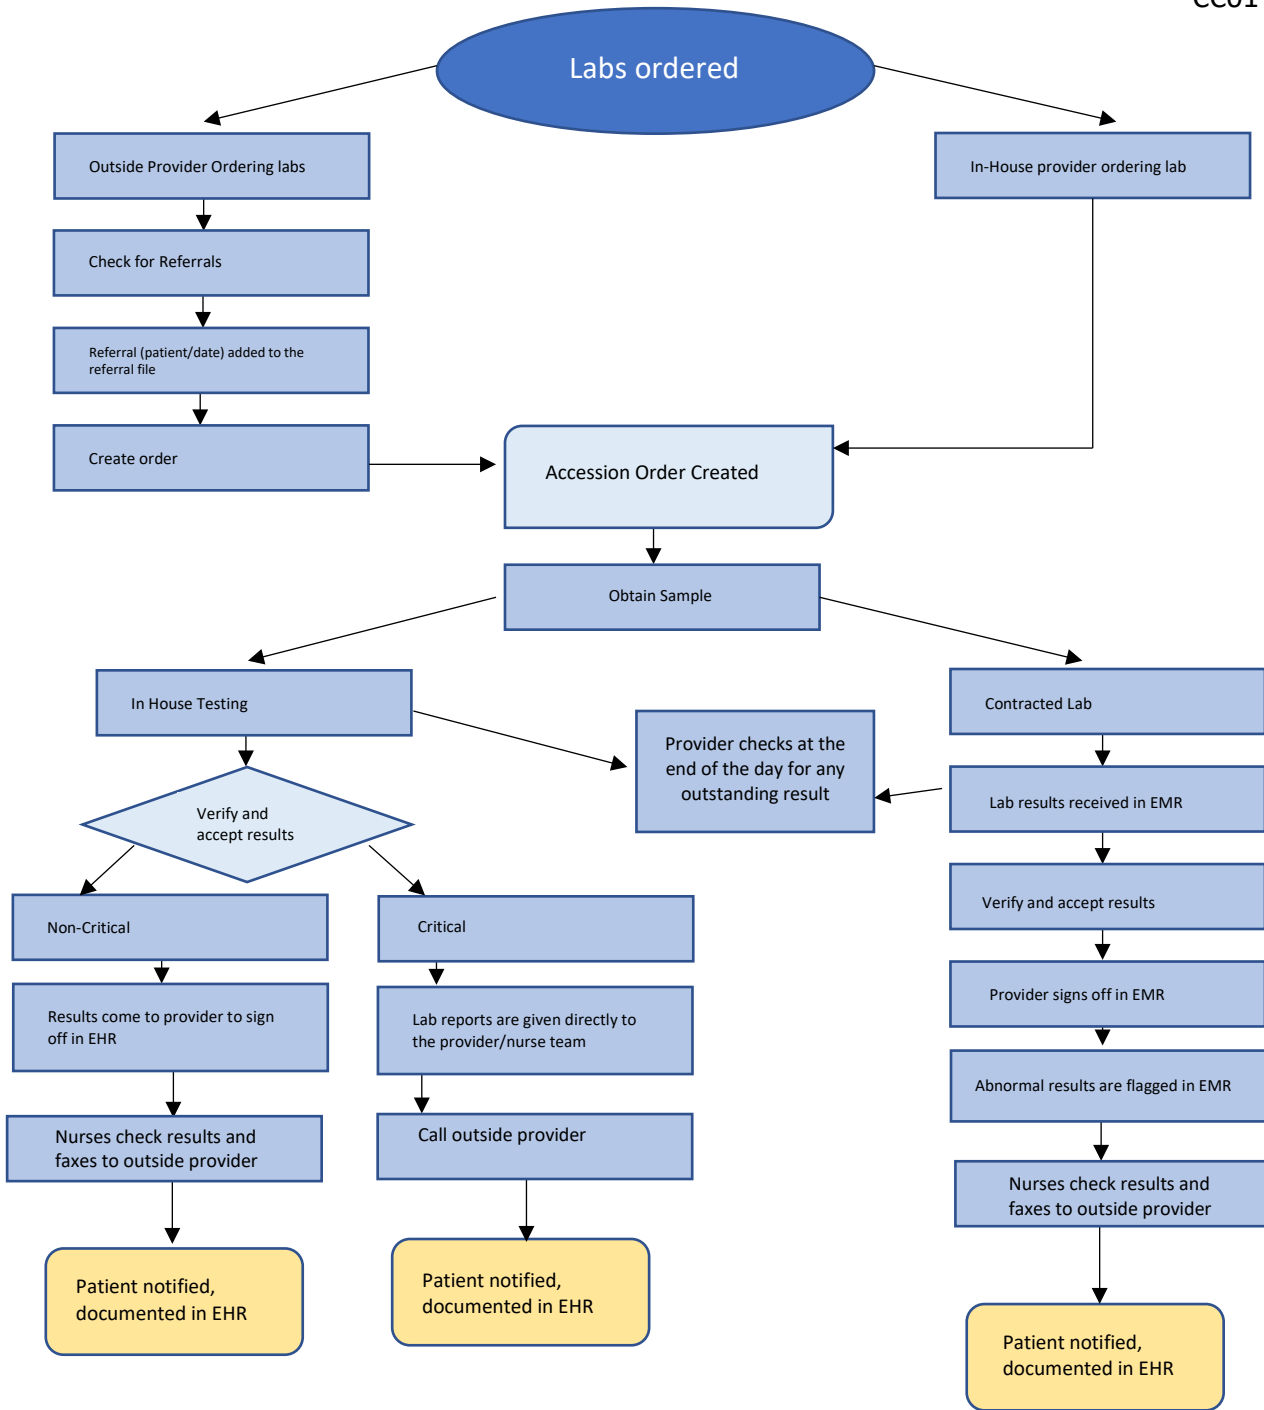 Labs ordered
Outside Provider Ordering labs
In-House provider ordering lab
Check for Referrals
Referral (patient/date) added to the
referral file
Create order
Accession Order Created
Obtain Sample
In House Testing
Contracted Lab
Provider checks at the
end of the day for any
outstanding result
Lab results received in EMR
Verify and
accept results
Verify and accept results
Non-Critical
Critical
Provider signs off in EMR
Results come to provider to sign
off in EHR
Lab reports are given directly to
the provider/nurse team
Abnormal results are flagged in EMR
Nurses check results and
faxes to outside provider
Call outside provider
Nurses check results and
faxes to outside provider
Patient notified,
documented in EHR
Patient notified,
documented in EHR
Patient notified,
documented in EHR